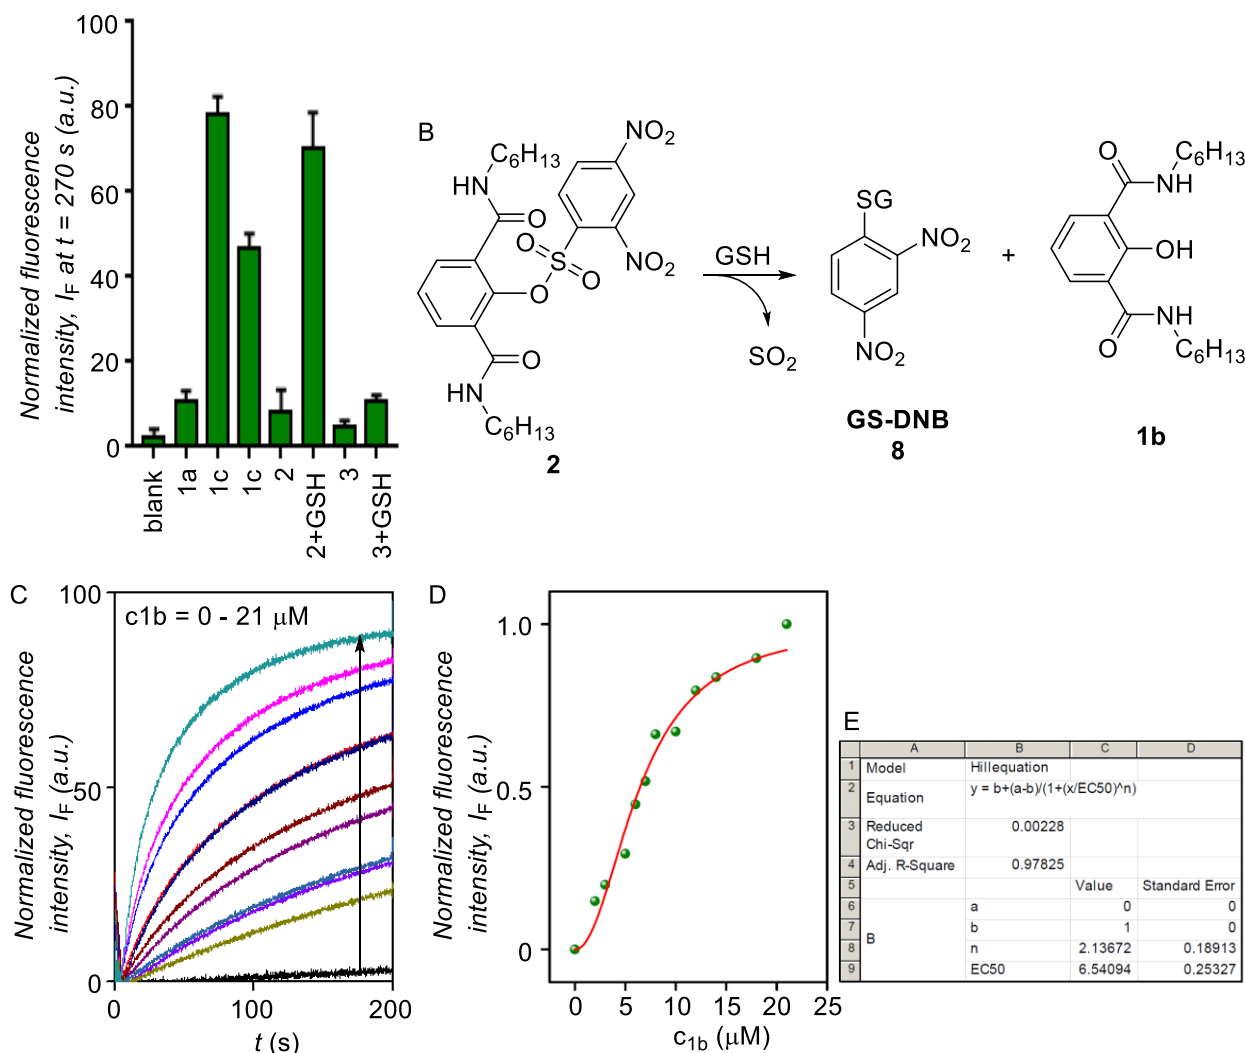 100
80
60
40
20
0
Normalized fluorescence
intensity, I_F at t = 270 s (a.u.)
blank
1a
1c
1c
2
2+GSH
3
3+GSH
B
NO₂
C₆H₁₃
HN
O
O
S
O
NO₂
O
O
HN
C₆H₁₃
2
GSH
SO₂
SG
NO₂
NO₂
GS-DNB
8
+
C₆H₁₃
O
NH
OH
NH
O
C₆H₁₃
1b
C
100
50
0
c1b = 0 - 21 μM
Normalized fluorescence
intensity, I_F (a.u.)
0
100
200
t (s)
D
1.0
0.5
0
Normalized fluorescence
intensity, I_F (a.u.)
0
5
10
15
20
25
c₁b (μM)
E
A B C D
1 Model Hillequation
2 Equation y = b+(a-b)/(1+(x/EC50)^n)
3 Reduced 0.00228
Chi-Sqr
4 Adj. R-Square 0.97825
5 Value Standard Error
6 a 0 0
7 B b 1 0
8 n 2.13672 0.18913
9 EC50 6.54094 0.25327